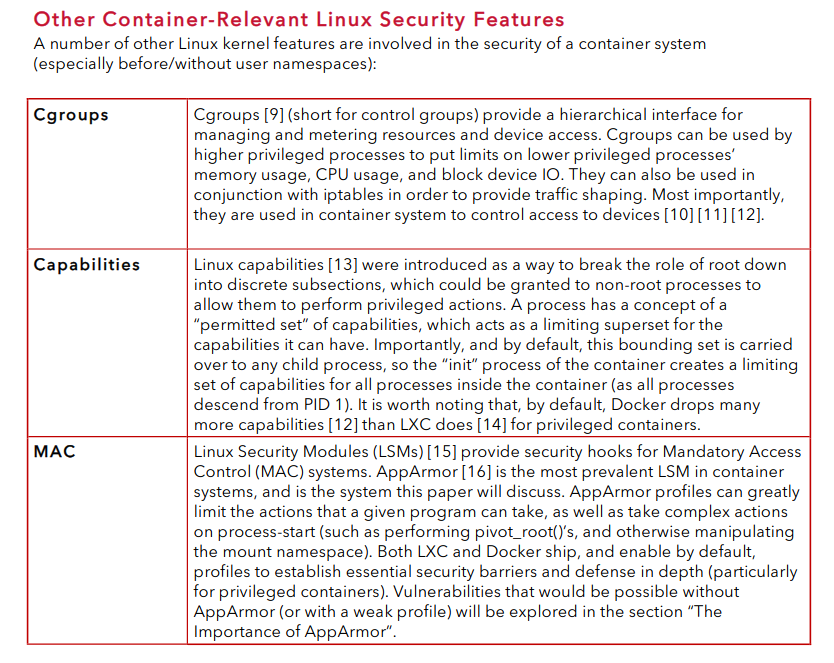 Other Container-Relevant Linux Security Features
A number of other Linux kernel features are involved in the security of a container system
(especially before/without user namespaces):
Cgroups
Cgroups [9] (short for control groups) provide a hierarchical interface for
managing and metering resources and device access. Cgroups can be used by
higher privileged processes to put limits on lower privileged processes’
memory usage, CPU usage, and block device IO. They can also be used in
conjunction with iptables in order to provide traffic shaping. Most importantly,
they are used in container system to control access to devices [10] [11] [12].
Capabilities
Linux capabilities [13] were introduced as a way to break the role of root down
into discrete subsections, which could be granted to non-root processes to
allow them to perform privileged actions. A process has a concept of a
“permitted set” of capabilities, which acts as a limiting superset for the
capabilities it can have. Importantly, and by default, this bounding set is carried
over to any child process, so the “init” process of the container creates a limiting
set of capabilities for all processes inside the container (as all processes
descend from PID 1). It is worth noting that, by default, Docker drops many
more capabilities [12] than LXC does [14] for privileged containers.
MAC
Linux Security Modules (LSMs) [15] provide security hooks for Mandatory Access
Control (MAC) systems. AppArmor [16] is the most prevalent LSM in container
systems, and is the system this paper will discuss. AppArmor profiles can greatly
limit the actions that a given program can take, as well as take complex actions
on process-start (such as performing pivot_root()’s, and otherwise manipulating
the mount namespace). Both LXC and Docker ship, and enable by default,
profiles to establish essential security barriers and defense in depth (particularly
for privileged containers). Vulnerabilities that would be possible without
AppArmor (or with a weak profile) will be explored in the section “The
Importance of AppArmor”.